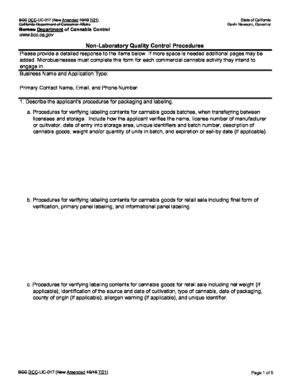 BCC DCC-LIC-017 (New Amended 10/18 7/21) State of California
California Department of Consumer Affairs Gavin Newsom, Governor
Bureau Department of Cannabis Control
www.bcc.ca.gov
Non-Laboratory Quality Control Procedures
Please provide a detailed response to the items below. If more space is needed additional pages may be
added. Microbusinesses must complete this form for each commercial cannabis activity they intend to
engage in.
Business Name and Application Type:
Primary Contact Name, Email, and Phone Number
1. Describe the applicant's procedures for packaging and labeling.
a. Procedures for verifying labeling contents for cannabis goods batches, when transferring between
licensees and storage. Include how the applicant verifies the name, license number of manufacturer
or cultivator, date of entry into storage area, unique identifiers and batch number, description of
cannabis goods, weight and/or quantity of units in batch, and expiration or sell-by date (if applicable).
b. Procedures for verifying labeling contents for cannabis goods for retail sale including final form of
verification, primary panel labeling, and informational panel labeling.
c. Procedures for verifying labeling contents for cannabis goods for retail sale including net weight (if
applicable), identification of the source and date of cultivation, type of cannabis, date of packaging,
county of origin (if applicable), allergen warning (if applicable), and unique identifier.
BCC DCC-LIC-017 (New Amended 10/18 7/21) Page 1 of 5